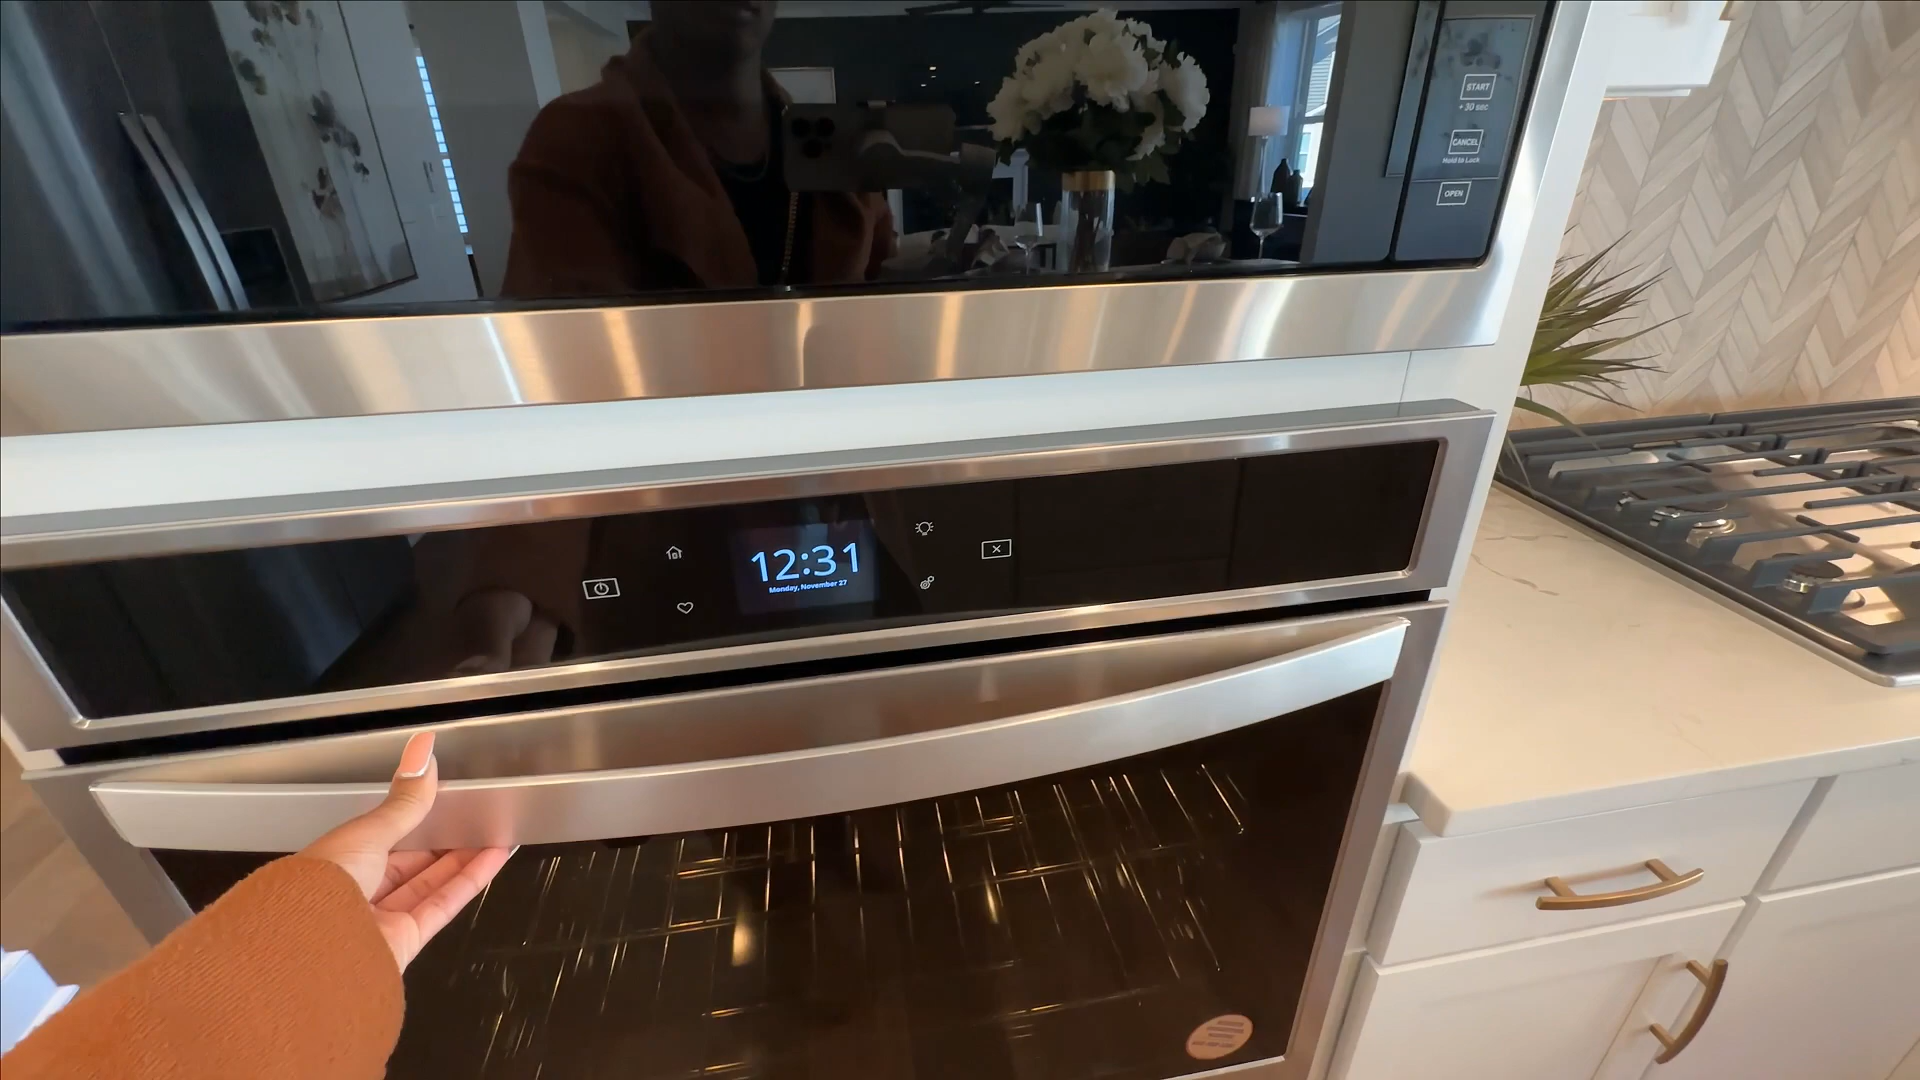 START
+30 sec
CANCEL
Hold to Lock
OPEN
12:31
Monday, November 27